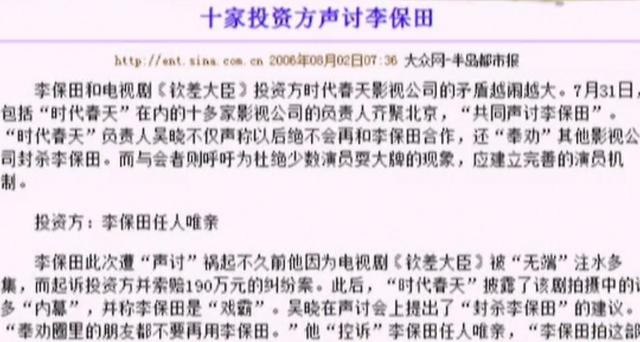 十家投资方声讨李保田
http://ent.sina.com.cn 2006年08月02日07:36 大众网-半岛都市报
李保田和电视剧《钦差大臣》投资方时代春天影视公司的矛盾越闹越大。7月31日，
包括“时代春天”在内的十多家影视公司的负责人齐聚北京，“共同声讨李保田”。
“时代春天”负责人吴晓不仅声称以后绝不会再和李保田合作，还“奉劝”其他影视公
司封杀李保田。而与会者则呼吁为杜绝少数演员耍大牌的现象，应建立完善的演员机
制。
投资方：李保田任人唯亲
李保田此次遭“声讨”祸起不久前他因为电视剧《钦差大臣》被“无端”注水多
集，而起诉投资方并索赔190万元的纠纷案。此后，“时代春天”披露了该剧拍摄中的
多“内幕”，并称李保田是“戏霸”。吴晓在声讨会上提出了“封杀李保田”的建议。
“奉劝圈里的朋友都不要再用李保田。”他“控诉”李保田任人唯亲，“李保田拍这部